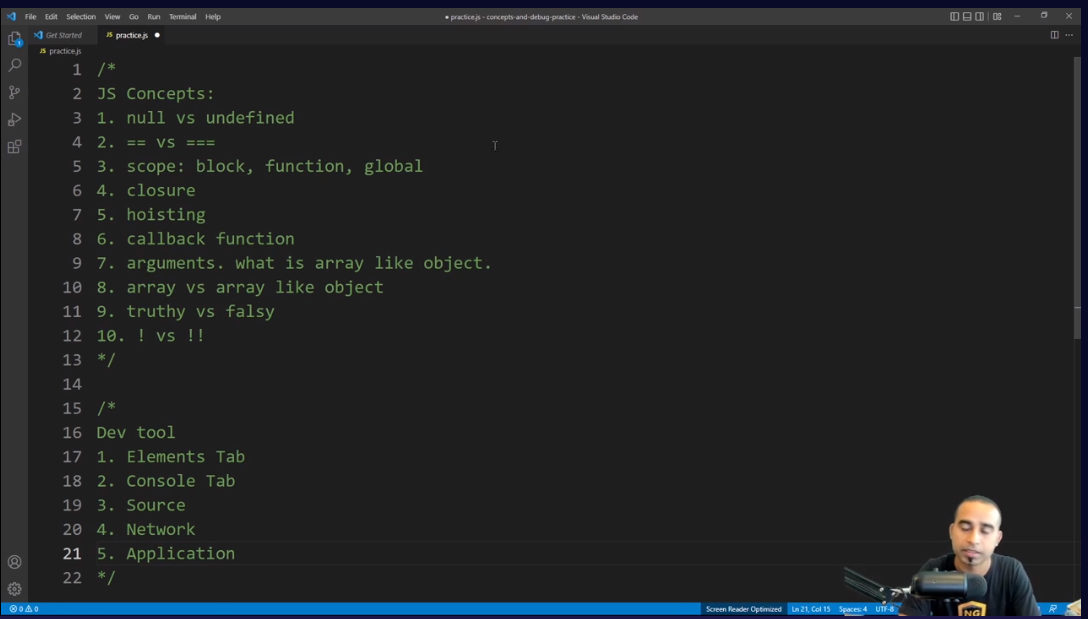 File Edit Selection View Go Run Terminal Help
● practice.js - concepts-and-debug-practice - Visual Studio Code
1
Get Started
JS practice.js ●
JS practice.js
1 /*
2 JS Concepts:
3 1. null vs undefined
4 2. == vs ===
5 3. scope: block, function, global
6 4. closure
7 5. hoisting
8 6. callback function
9 7. arguments. what is array like object.
10 8. array vs array like object
11 9. truthy vs falsy
12 10. ! vs !!
13 */
14
15 /*
16 Dev tool
17 1. Elements Tab
18 2. Console Tab
19 3. Source
20 4. Network
21 5. Application
22 */
NG
0 0 Screen Reader Optimized Ln 21, Col 15 Spaces: 4 UTF-8